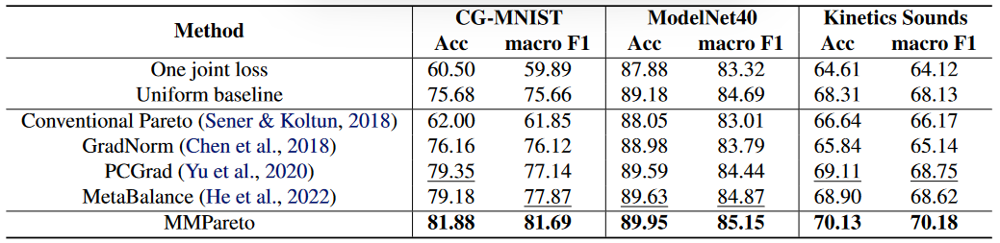 Method CG-MNIST ModelNet40 Kinetics Sounds
Acc macro F1 Acc macro F1 Acc macro F1
One joint loss 60.50 59.89 87.88 83.32 64.61 64.12
Uniform baseline 75.68 75.66 89.18 84.69 68.31 68.13
Conventional Pareto (Sener & Koltun, 2018) 62.00 61.85 88.05 83.01 66.64 66.17
GradNorm (Chen et al., 2018) 76.16 76.12 88.98 83.79 65.84 65.14
PCGrad (Yu et al., 2020) 79.35 77.14 89.59 84.44 69.11 68.75
MetaBalance (He et al., 2022) 79.18 77.87 89.63 84.87 68.90 68.62
MMPareto 81.88 81.69 89.95 85.15 70.13 70.18